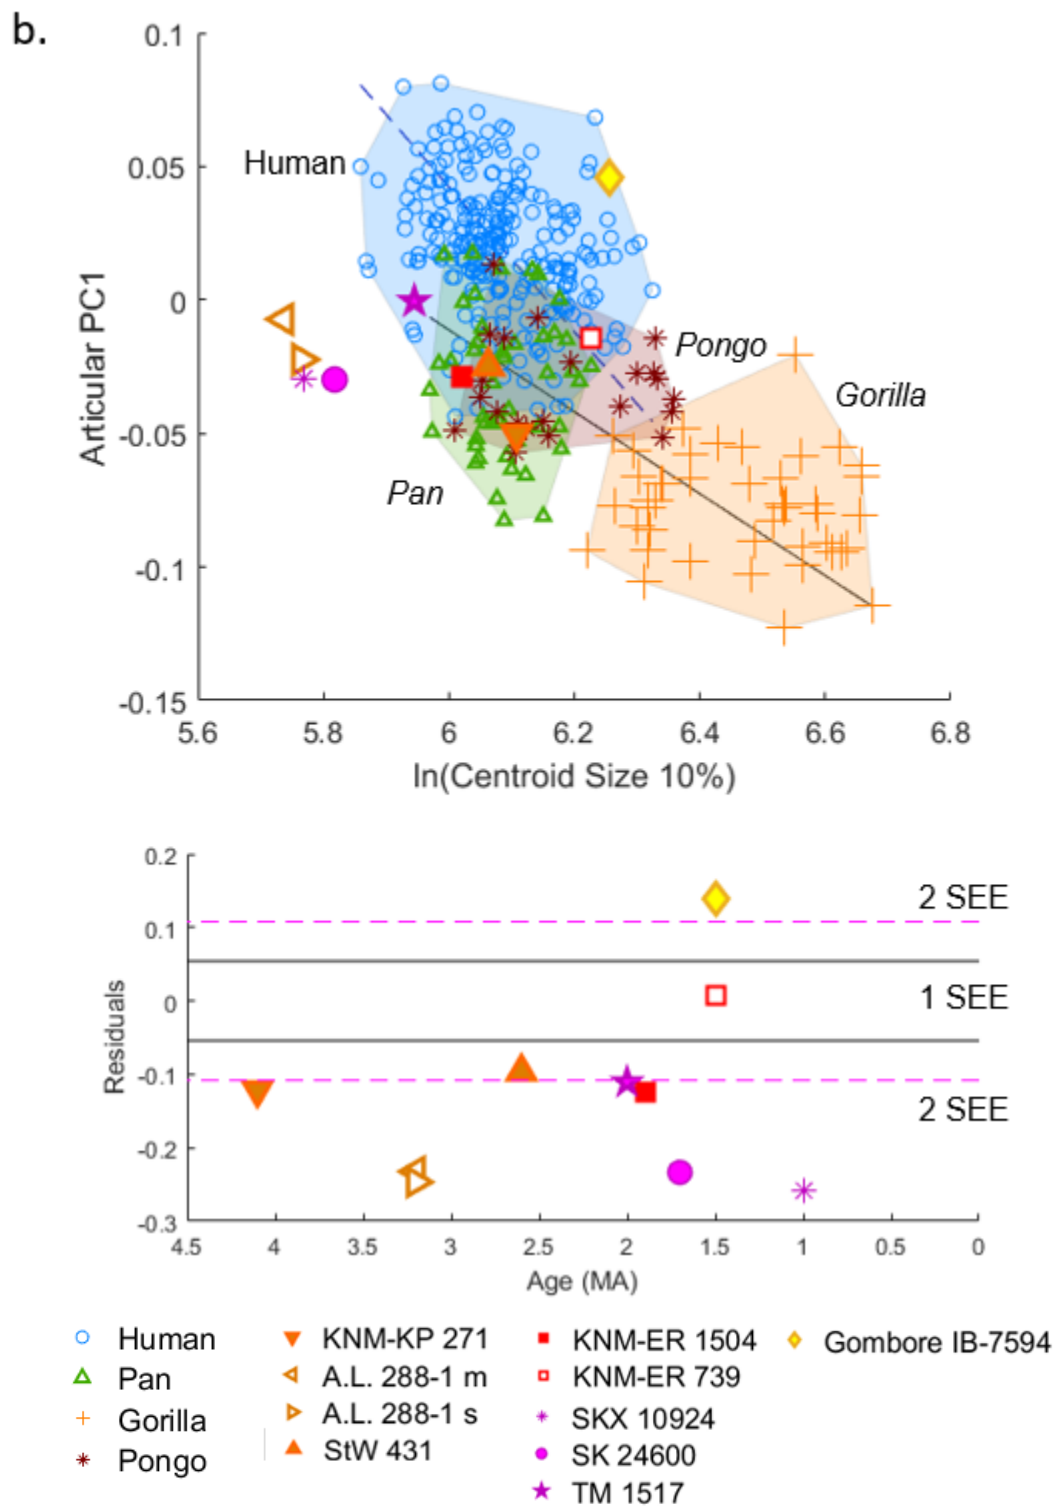 b.
0.1
0.05
0
-0.05
-0.1
-0.15
Articular PC1
Human
Pongo
Gorilla
Pan
5.6 5.8 6 6.2 6.4 6.6 6.8
ln(Centroid Size 10%)
0.2
0.1
0
-0.1
-0.2
-0.3
Residuals
2 SEE
1 SEE
2 SEE
4.5 4 3.5 3 2.5 2 1.5 1 0.5 0
Age (MA)
Human
Pan
Gorilla
Pongo
KNM-KP 271
A.L. 288-1 m
A.L. 288-1 s
StW 431
KNM-ER 1504
KNM-ER 739
SKX 10924
SK 24600
TM 1517
Gombore IB-7594